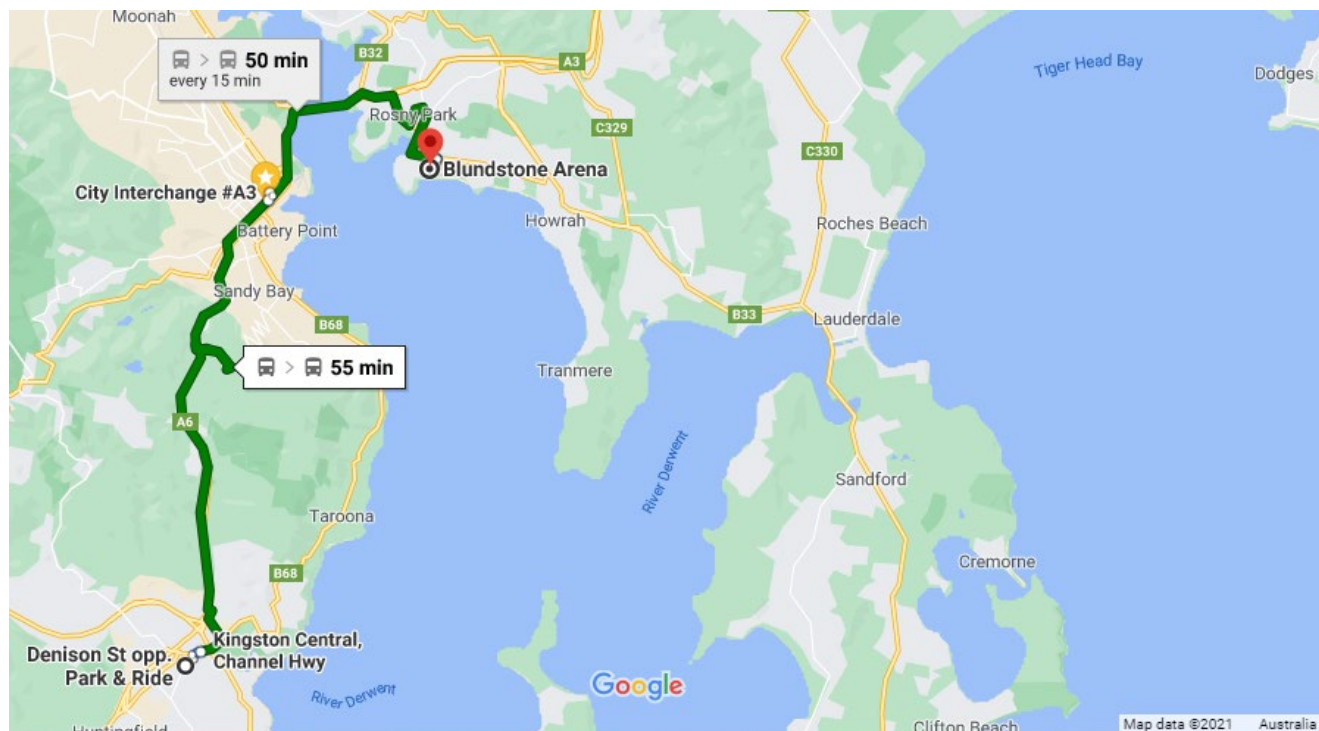 Moonah
50 min
every 15 min
B32
A3
Tiger Head Bay
Dodges
Rosny Park
C329
C330
Blundstone Arena
City Interchange #A3
Battery Point
Howrah
Roches Beach
Sandy Bay
B68
B33
Lauderdale
55 min
Tranmere
A6
River Derwent
Sandford
Taroona
Cremorne
B68
Kingston Central,
Channel Hwy
Denison St opp.
Park & Ride
River Derwent
Google
Huntingfield
Clifton Beach
Map data ©2021 Australia